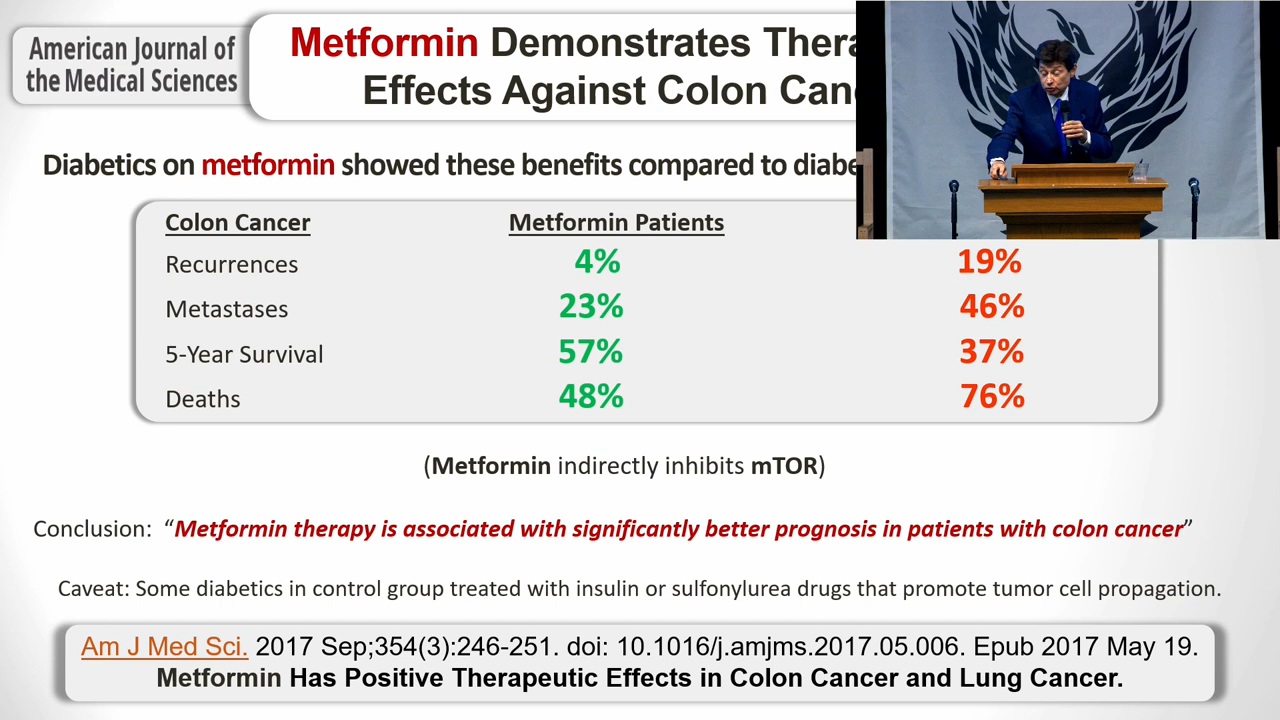 American Journal of
the Medical Sciences
Metformin Demonstrates
Effects Against Colon
Diabetics on metformin showed these benefits compared to
Colon Cancer Metformin Patients
Recurrences 4% 19%
Metastases 23% 46%
5-Year Survival 57% 37%
Deaths 48% 76%
(Metformin indirectly inhibits mTOR)
Conclusion: “Metformin therapy is associated with significantly better prognosis in patients with colon cancer”
Caveat: Some diabetics in control group treated with insulin or sulfonylurea drugs that promote tumor cell propagation.
Am J Med Sci. 2017 Sep;354(3):246-251. doi: 10.1016/j.amjms.2017.05.006. Epub 2017 May 19.
Metformin Has Positive Therapeutic Effects in Colon Cancer and Lung Cancer.